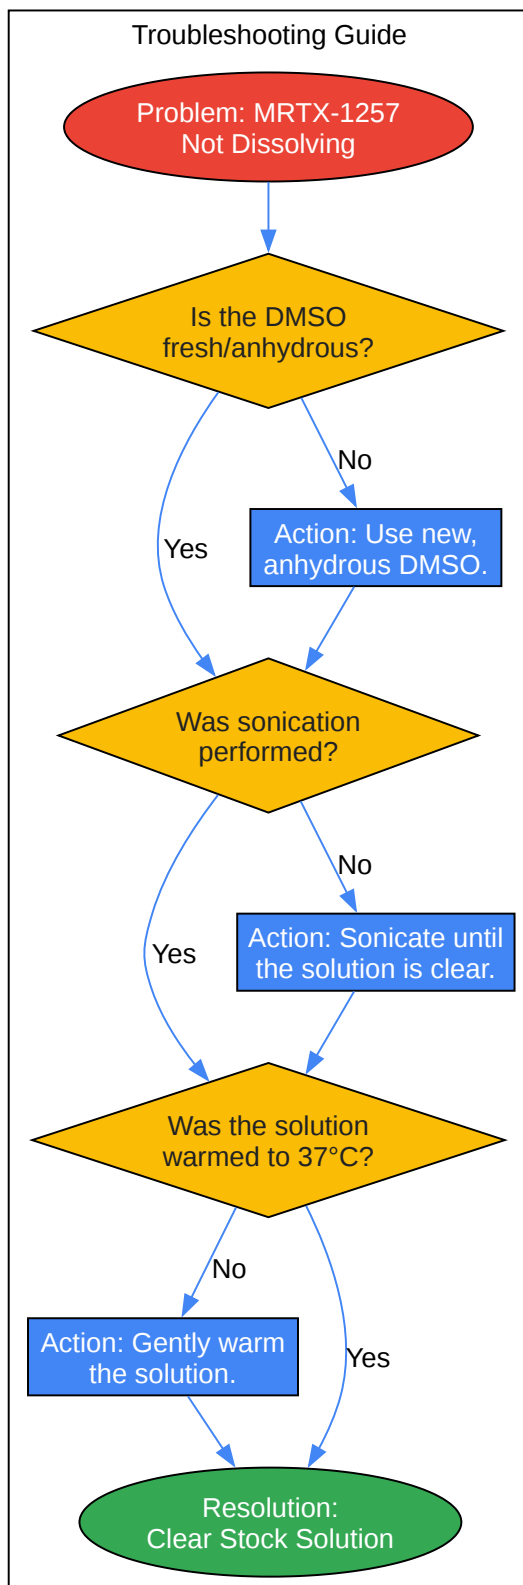 Troubleshooting Guide
Problem: MRTX-1257
Not Dissolving
Is the DMSO
fresh/anhydrous?
No
Yes
Action: Use new,
anhydrous DMSO.
Was sonication
performed?
No
Yes
Action: Sonicate until
the solution is clear.
Was the solution
warmed to 37°C?
No
Yes
Action: Gently warm
the solution.
Resolution:
Clear Stock Solution